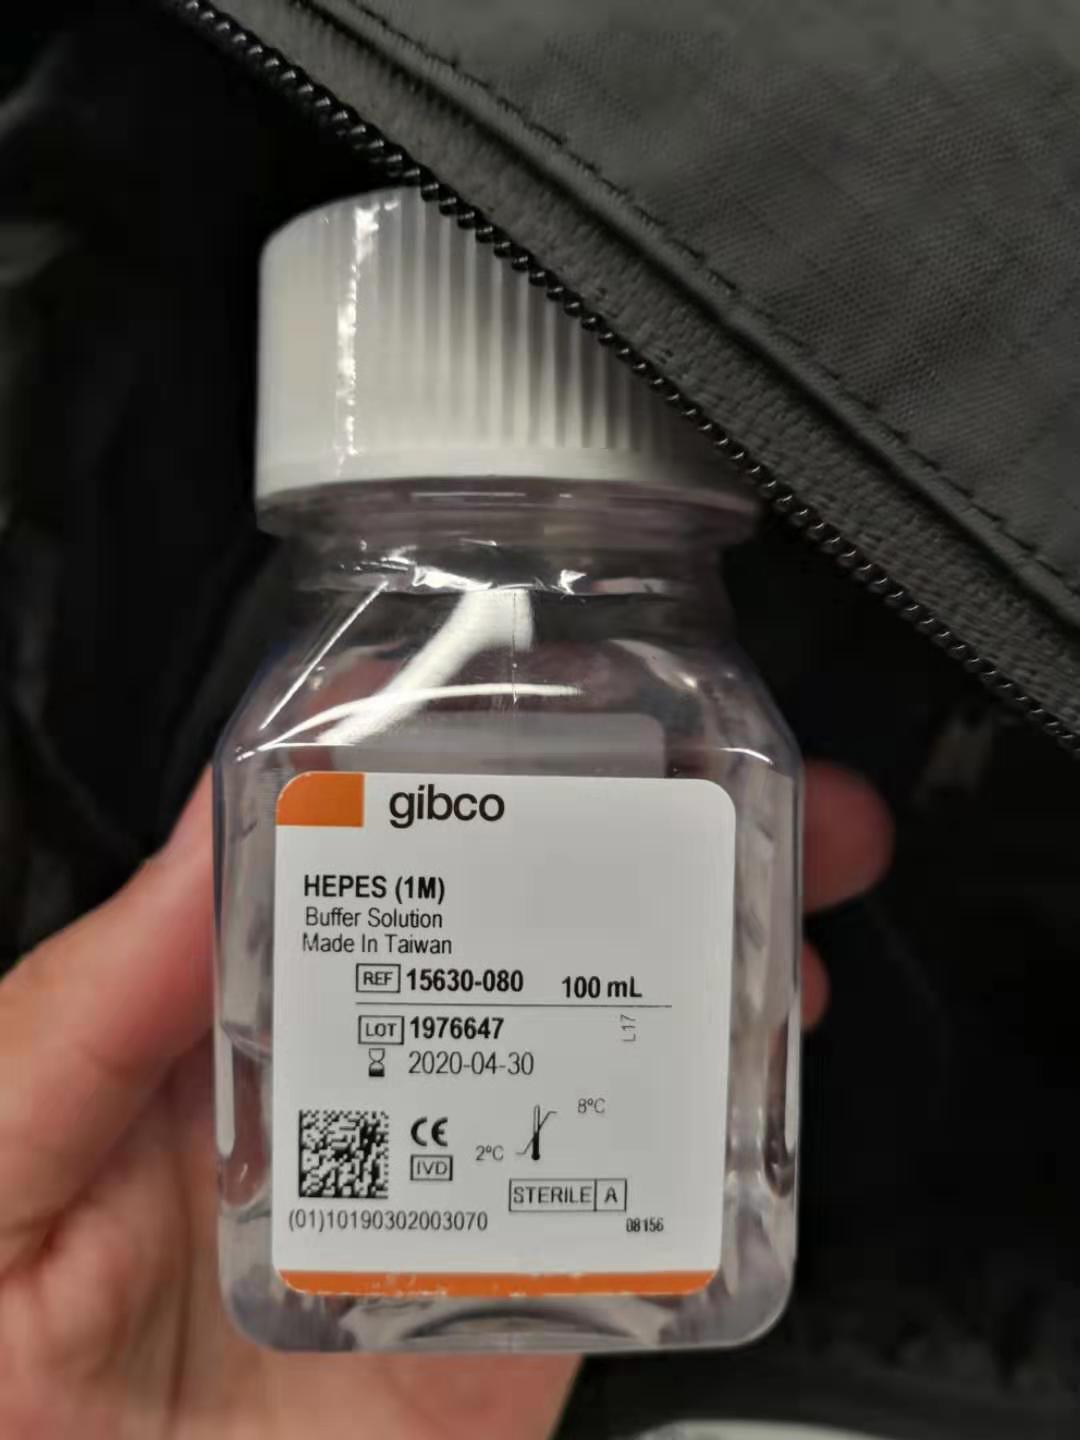 gibco
HEPES (1M)
Buffer Solution
Made In Taiwan
REF 15630-080 100 mL
LOT 1976647 L17
2020-04-30
CE
8°C
2°C
IVD
STERILE A
(01)10190302003070 08156